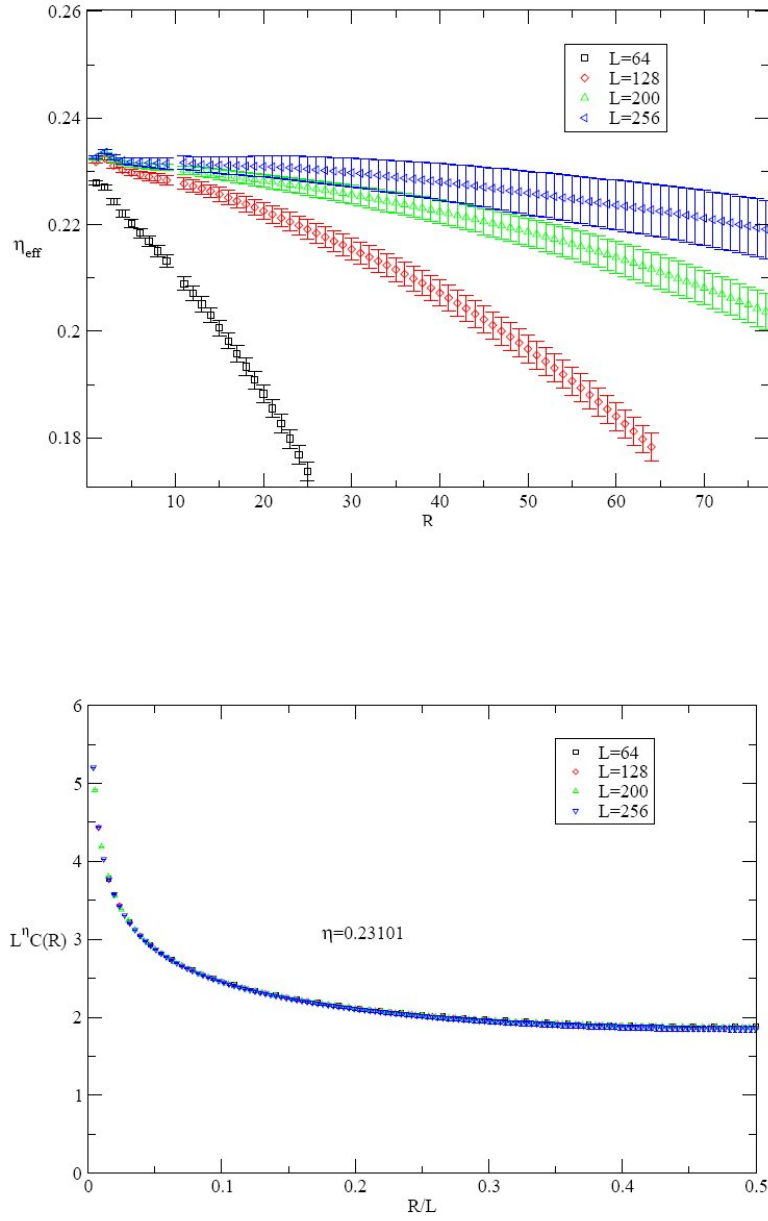 0.26
0.24
0.22
0.2
0.18
η_eff
L=64
L=128
L=200
L=256
10 20 30 40 50 60 70
R
6
5
4
3
2
1
0
L^η C(R)
L=64
L=128
L=200
L=256
η=0.23101
0 0.1 0.2 0.3 0.4 0.5
R/L